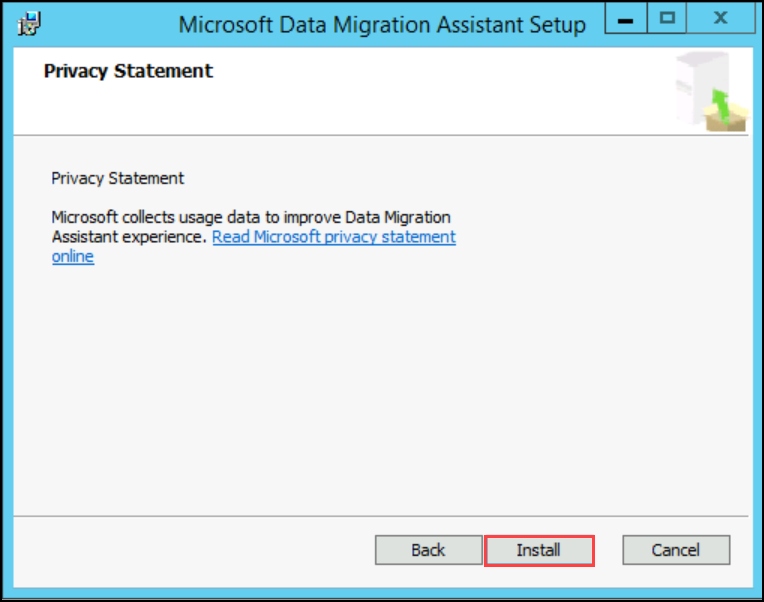 Microsoft Data Migration Assistant Setup
Privacy Statement
Privacy Statement
Microsoft collects usage data to improve Data Migration
Assistant experience. Read Microsoft privacy statement
online
Back Install Cancel